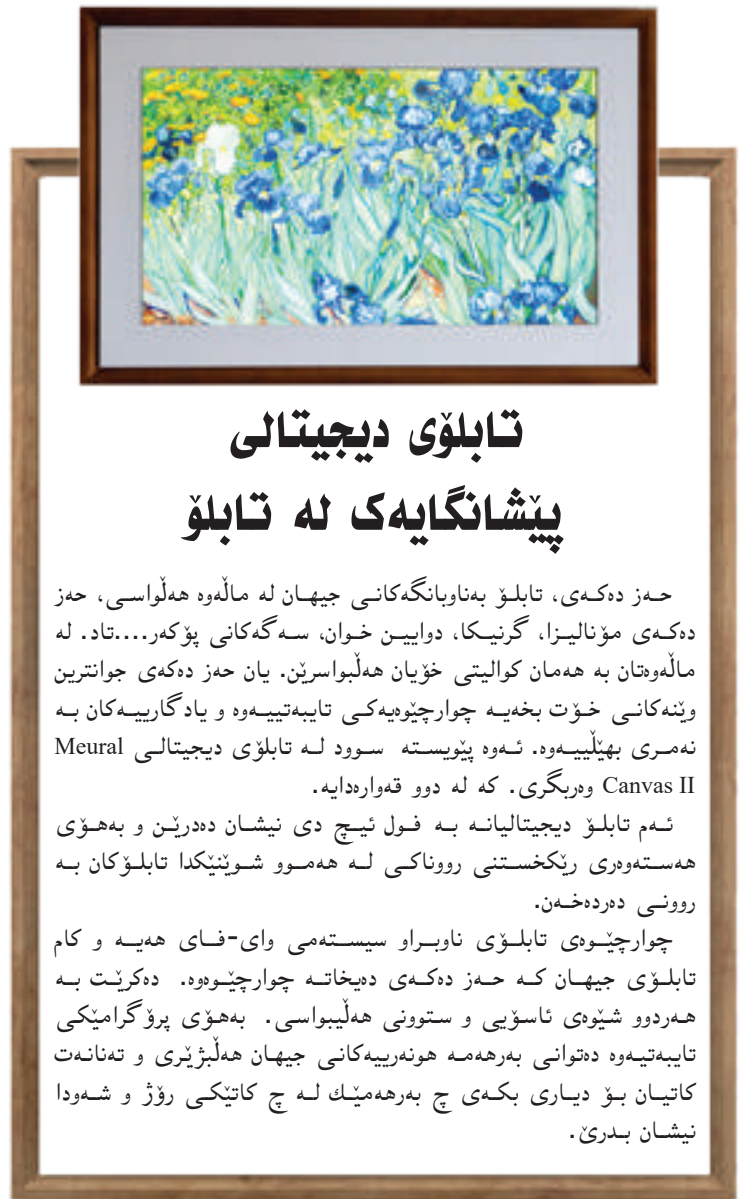 تابلۆی دیجیتالی
پێشانگایەک لە تابلۆ
حەز دەکەی، تابلۆ بەناوبانگەکانی جیهان لە ماڵەوە هەڵواسی، حەز
دەکەی مۆنالیزا، گرنیکا، دوایین خوان، سەگەکانی پۆکەر....تاد. لە
ماڵەوەتان بە هەمان کوالیتی خۆیان هەڵبواسرێن. یان حەز دەکەی جوانترین
وێنەکانی خۆت بخەیە چوارچێوەیەکی تایبەتییەوە و یادگارییەکان بە
نەمری بهێڵییەوە. ئەوە پێویستە سوود لە تابلۆی دیجیتالی Meural
Canvas II وەربگری. کە لە دوو قەوارەدایە.
ئەم تابلۆ دیجیتالیانە بە فول ئیچ دی نیشان دەدرێن و بەهۆی
هەستەوەری رێکخستنی رووناکی لە هەموو شوێنێکدا تابلۆکان بە
روونی دەردەخەن.
چوارچێوەی تابلۆی ناوبراو سیستەمی وای-فای هەیە و کام
تابلۆی جیهان کە حەز دەکەی دەیخاتە چوارچێوەوە. دەکرێت بە
هەردوو شێوەی ئاسۆیی و ستوونی هەڵیبواسی. بەهۆی پرۆگرامێکی
تایبەتیەوە دەتوانی بەرهەمە هونەرییەکانی جیهان هەڵبژێری و تەنانەت
کاتیان بۆ دیاری بکەی چ بەرهەمێك لە چ کاتێکی رۆژ و شەودا
نیشان بدرێ.